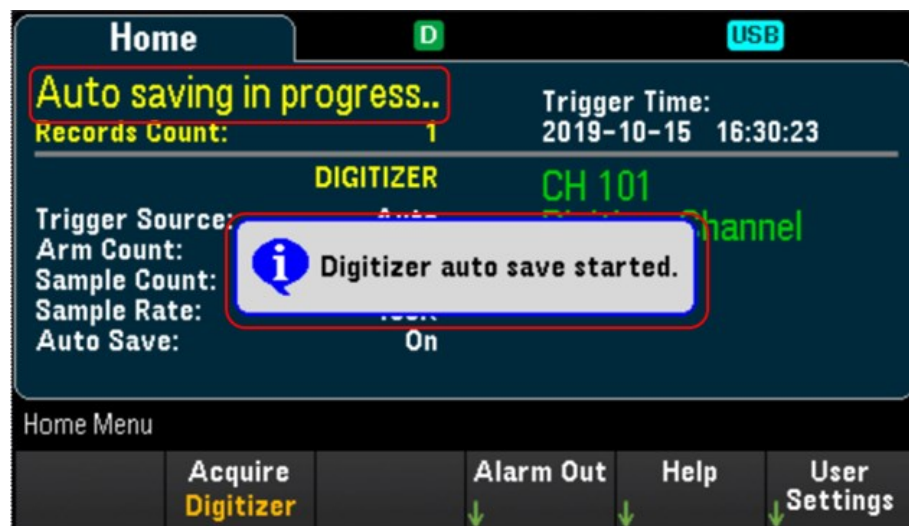 Home
D
USB
Auto saving in progress..
Records Count: 1
Trigger Time:
2019-10-15 16:30:23
DIGITIZER
CH 101
Channel
Trigger Source:
Arm Count:
Sample Count:
Sample Rate:
Auto Save: On
Digitizer auto save started.
Home Menu
Acquire
Digitizer
Alarm Out
Help
User
Settings